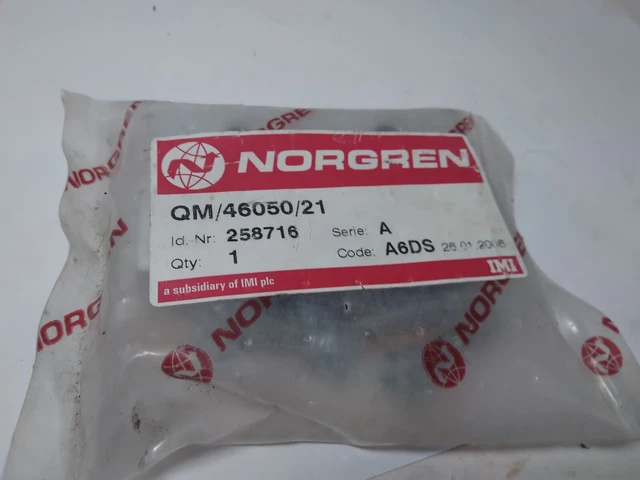 NORGREN
QM/46050/21
Id. Nr: 258716 Serie: A
Qty: 1 Code: A6DS 26.01.2006
a subsidiary of IMI plc IMI
NORGREN
NORGREN
NORGREN